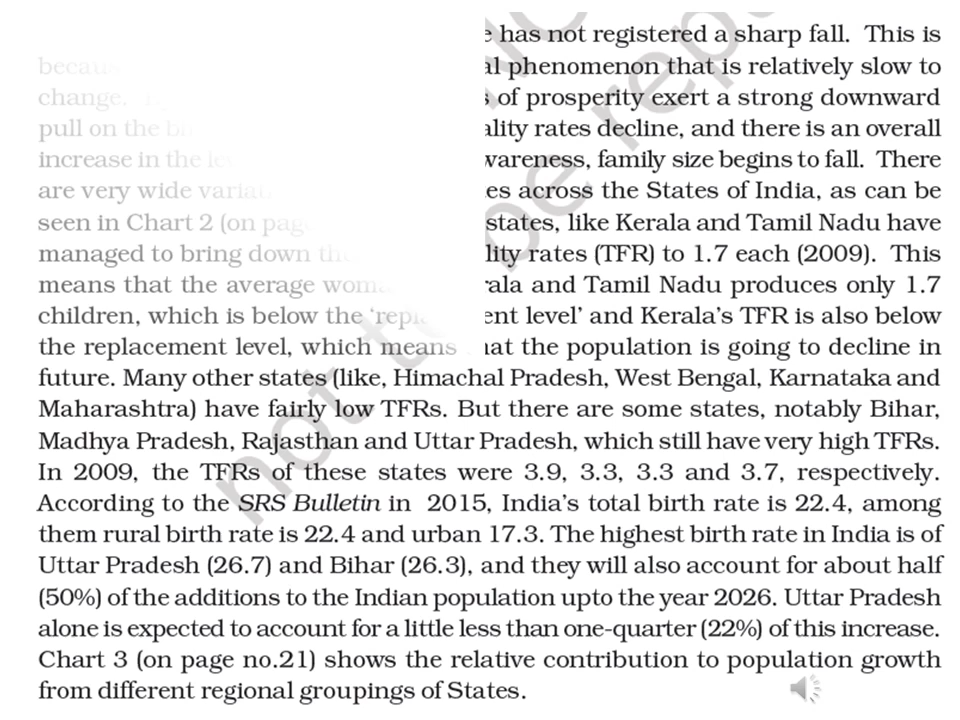 has not registered a sharp fall. This is
phenomenon that is relatively slow to
change. of prosperity exert a strong downward
pull on the rates decline, and there is an overall
increase in the family size begins to fall. There
are very wide across the States of India, as can be
seen in Chart 2 (on states, like Kerala and Tamil Nadu have
managed to bring down rates (TFR) to 1.7 each (2009). This
means that the average and Tamil Nadu produces only 1.7
children, which is below the level’ and Kerala’s TFR is also below
the replacement level, which means the population is going to decline in
future. Many other states (like, Himachal Pradesh, West Bengal, Karnataka and
Maharashtra) have fairly low TFRs. But there are some states, notably Bihar,
Madhya Pradesh, Rajasthan and Uttar Pradesh, which still have very high TFRs.
In 2009, the TFRs of these states were 3.9, 3.3, 3.3 and 3.7, respectively.
According to the SRS Bulletin in 2015, India’s total birth rate is 22.4, among
them rural birth rate is 22.4 and urban 17.3. The highest birth rate in India is of
Uttar Pradesh (26.7) and Bihar (26.3), and they will also account for about half
(50%) of the additions to the Indian population upto the year 2026. Uttar Pradesh
alone is expected to account for a little less than one-quarter (22%) of this increase.
Chart 3 (on page no.21) shows the relative contribution to population growth
from different regional groupings of States.
not be